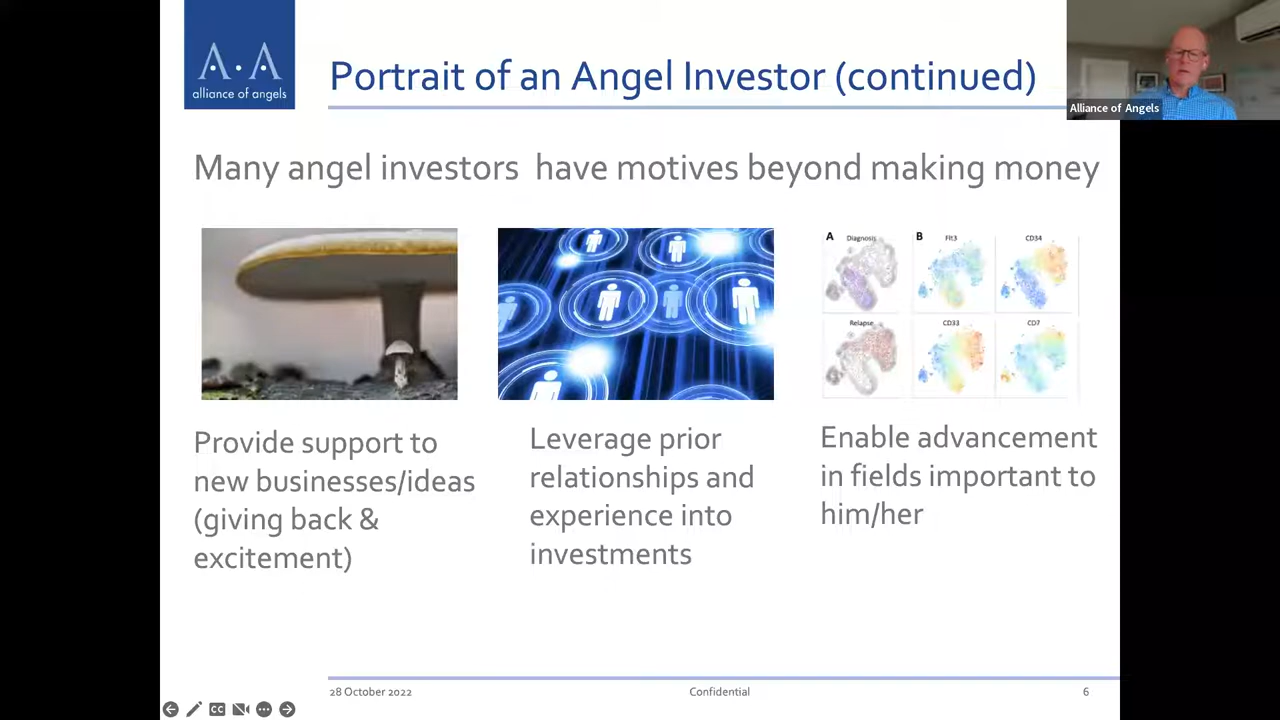 A.A
alliance of angels
Portrait of an Angel Investor (continued)
Alliance of Angels
Many angel investors have motives beyond making money
A Diagnosis
B Flt3
CD34
Relapse
CD33
CD7
Provide support to
new businesses/ideas
(giving back &
excitement)
Leverage prior
relationships and
experience into
investments
Enable advancement
in fields important to
him/her
28 October 2022
Confidential
6
CC